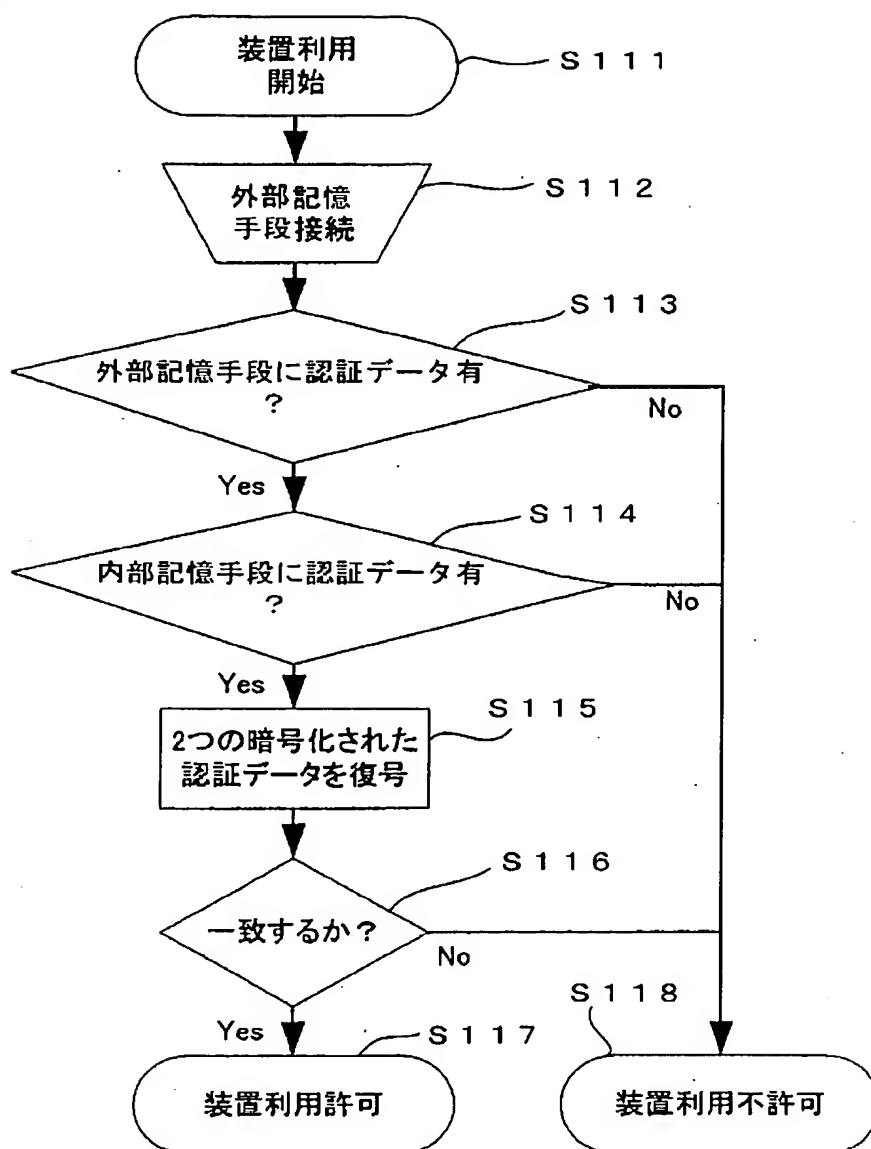 装置利用
開始
S111
外部記憶
手段接続
S112
S113
外部記憶手段に認証データ有
?
No
Yes
S114
内部記憶手段に認証データ有
?
No
Yes
S115
2つの暗号化された
認証データを復号
S116
一致するか?
No
Yes
S117
S118
装置利用許可
装置利用不許可